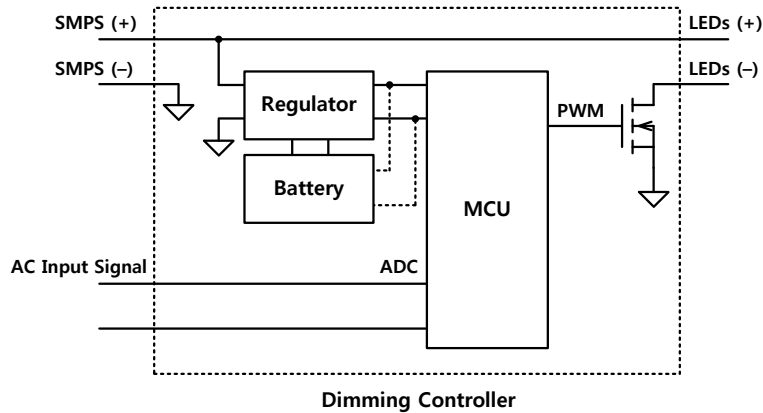 SMPS (+)
LEDs (+)
SMPS (–)
LEDs (–)
Regulator
PWM
Battery
MCU
AC Input Signal
ADC
Dimming Controller